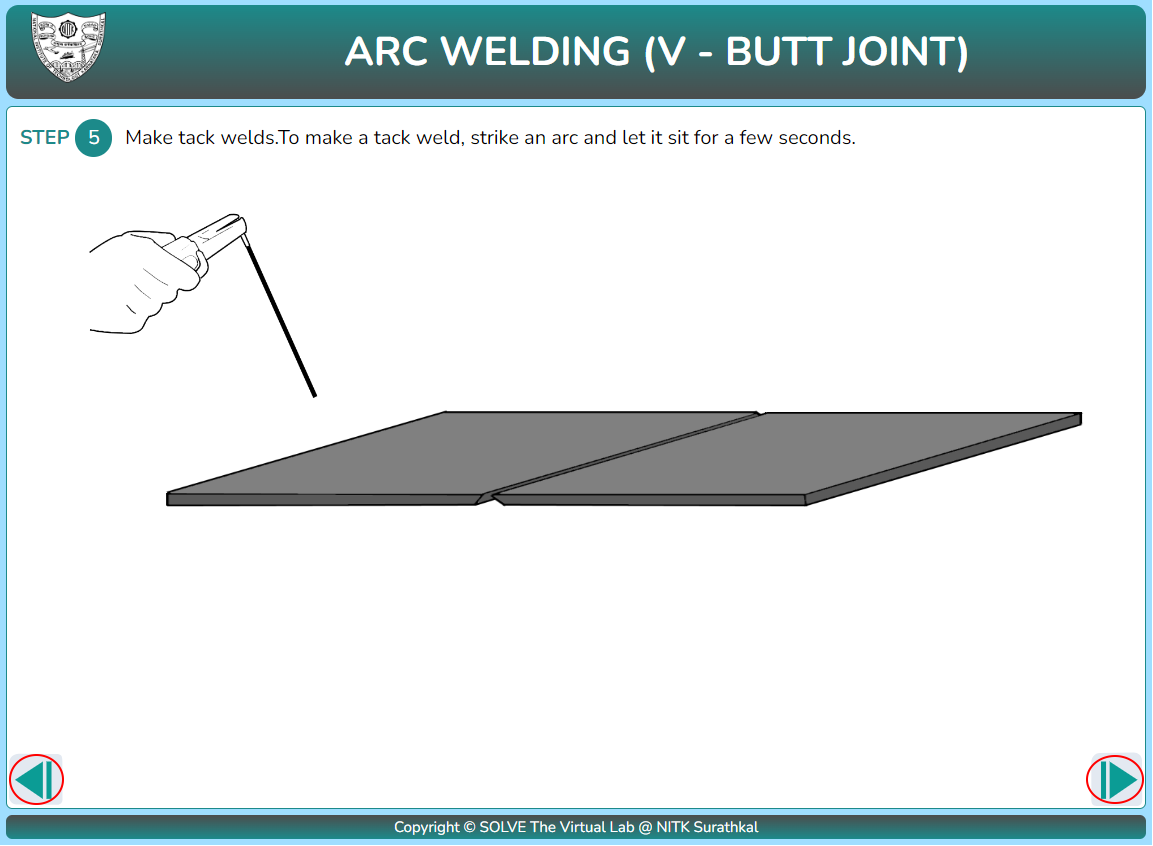 ARC WELDING (V - BUTT JOINT)
STEP 5 Make tack welds.To make a tack weld, strike an arc and let it sit for a few seconds.
Copyright © SOLVE The Virtual Lab @ NITK Surathkal